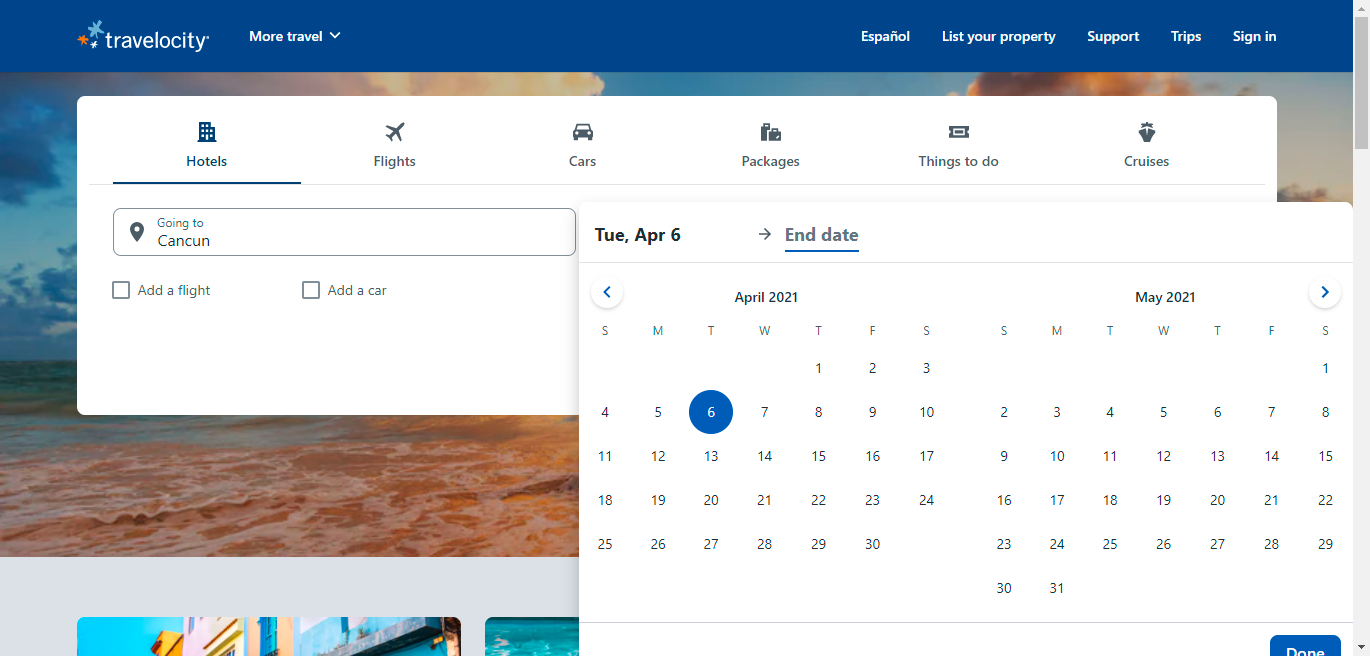 travelocity
More travel
Español
List your property
Support
Trips
Sign in
Hotels
Flights
Cars
Packages
Things to do
Cruises
Going to
Cancun
Add a flight
Add a car
Tue, Apr 6
End date
April 2021
S M T W T F S
1 2 3
4 5 6 7 8 9 10
11 12 13 14 15 16 17
18 19 20 21 22 23 24
25 26 27 28 29 30
May 2021
S M T W T F S
1
2 3 4 5 6 7 8
9 10 11 12 13 14 15
16 17 18 19 20 21 22
23 24 25 26 27 28 29
30 31
Done